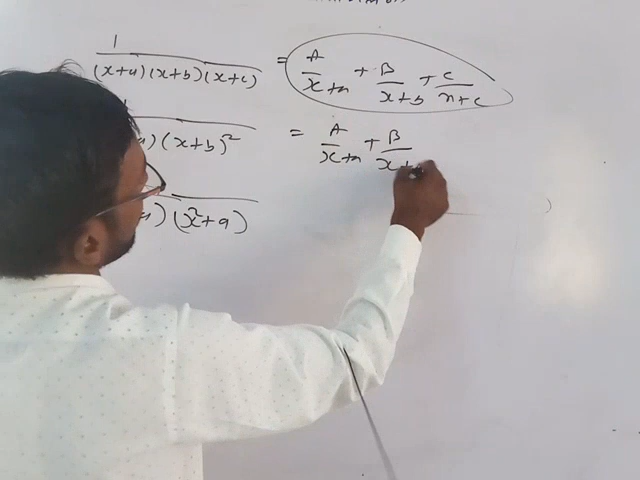 1/((x+a)(x+b)(x+c)) = A/(x+a) + B/(x+b) + C/(x+c)
)(x+b)² = A/(x+a) + B/(x+
)(x²+a)